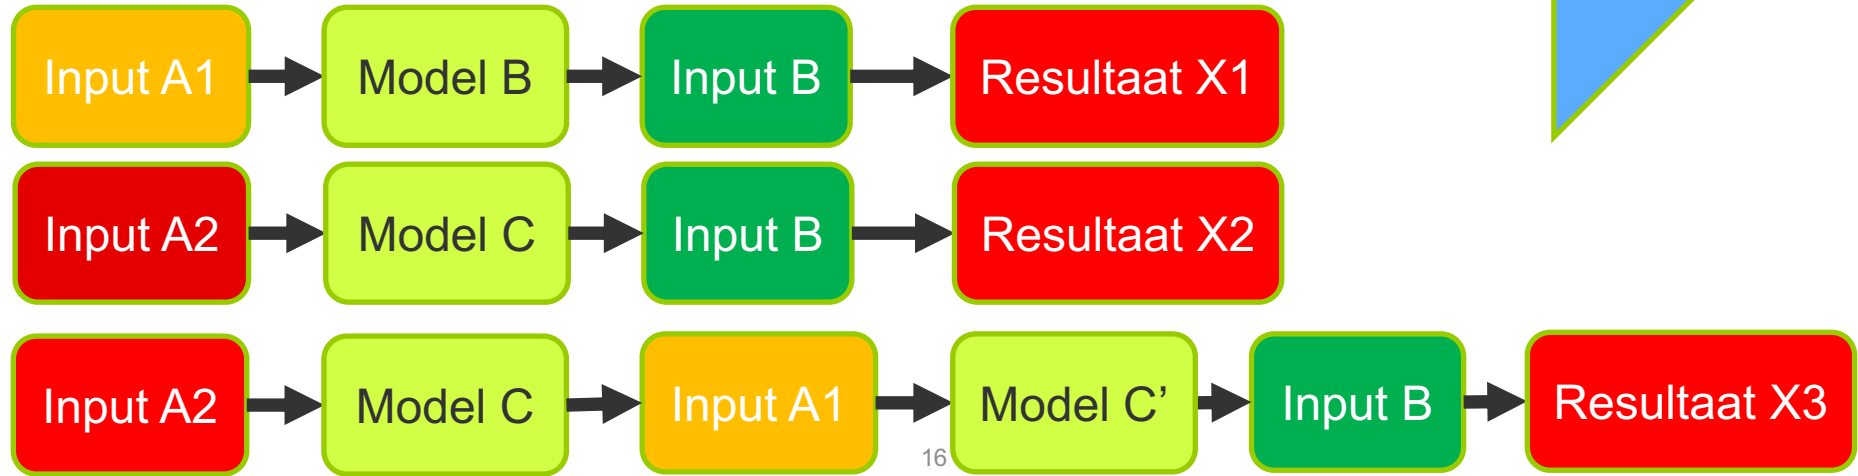 Input A1 Model B Input B Resultaat X1
Input A2 Model C Input B Resultaat X2
Input A2 Model C Input A1 Model C’ Input B Resultaat X3
16